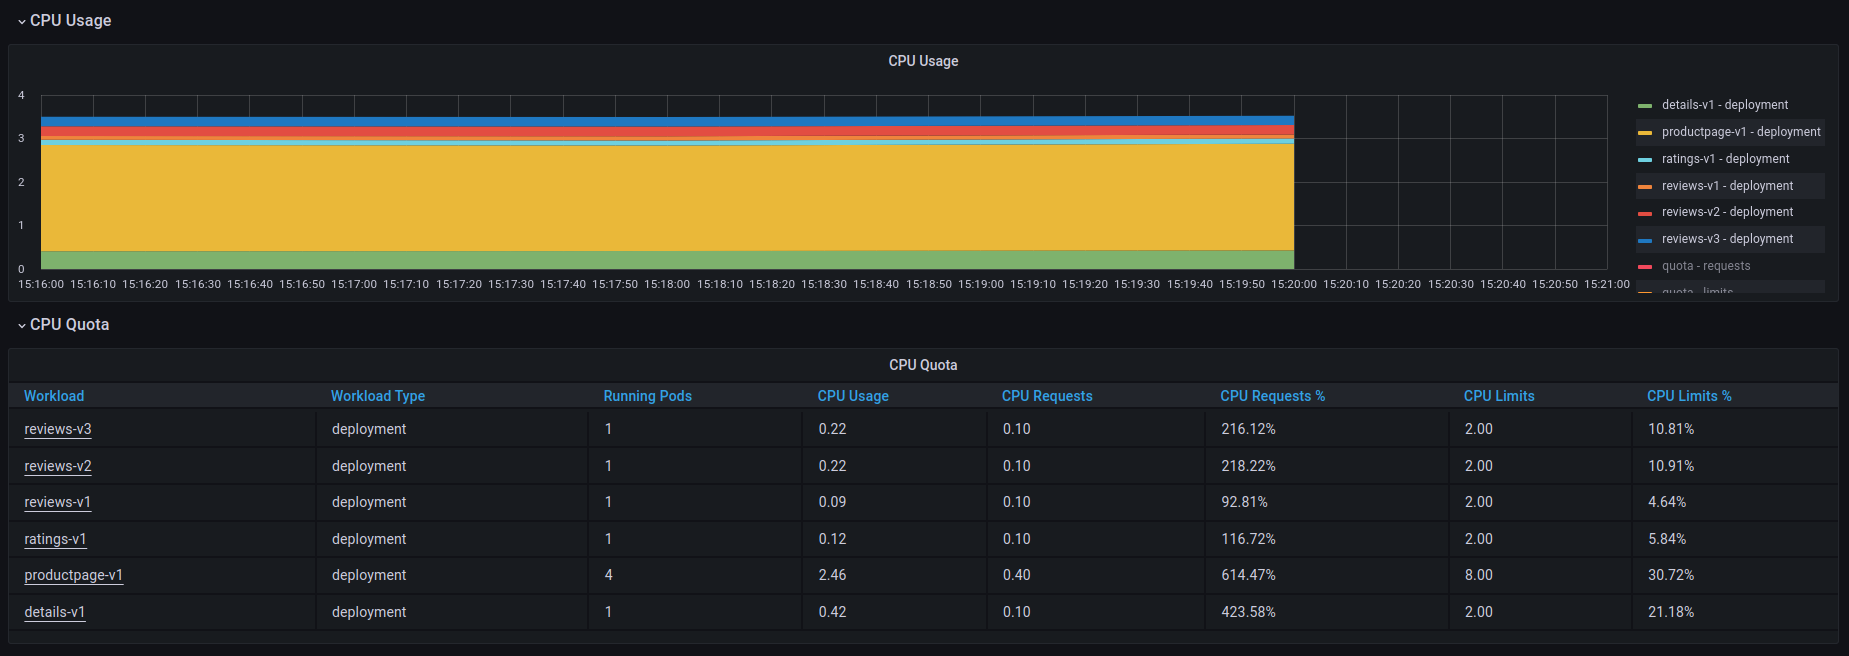 CPU Usage
CPU Usage
4
3
2
1
0
15:16:00 15:16:10 15:16:20 15:16:30 15:16:40 15:16:50 15:17:00 15:17:10 15:17:20 15:17:30 15:17:40 15:17:50 15:18:00 15:18:10 15:18:20 15:18:30 15:18:40 15:18:50 15:19:00 15:19:10 15:19:20 15:19:30 15:19:40 15:19:50 15:20:00 15:20:10 15:20:20 15:20:30 15:20:40 15:20:50 15:21:00
details-v1 - deployment
productpage-v1 - deployment
ratings-v1 - deployment
reviews-v1 - deployment
reviews-v2 - deployment
reviews-v3 - deployment
quota - requests
quota - limits
CPU Quota
CPU Quota
Workload Workload Type Running Pods CPU Usage CPU Requests CPU Requests % CPU Limits CPU Limits %
reviews-v3 deployment 1 0.22 0.10 216.12% 2.00 10.81%
reviews-v2 deployment 1 0.22 0.10 218.22% 2.00 10.91%
reviews-v1 deployment 1 0.09 0.10 92.81% 2.00 4.64%
ratings-v1 deployment 1 0.12 0.10 116.72% 2.00 5.84%
productpage-v1 deployment 4 2.46 0.40 614.47% 8.00 30.72%
details-v1 deployment 1 0.42 0.10 423.58% 2.00 21.18%